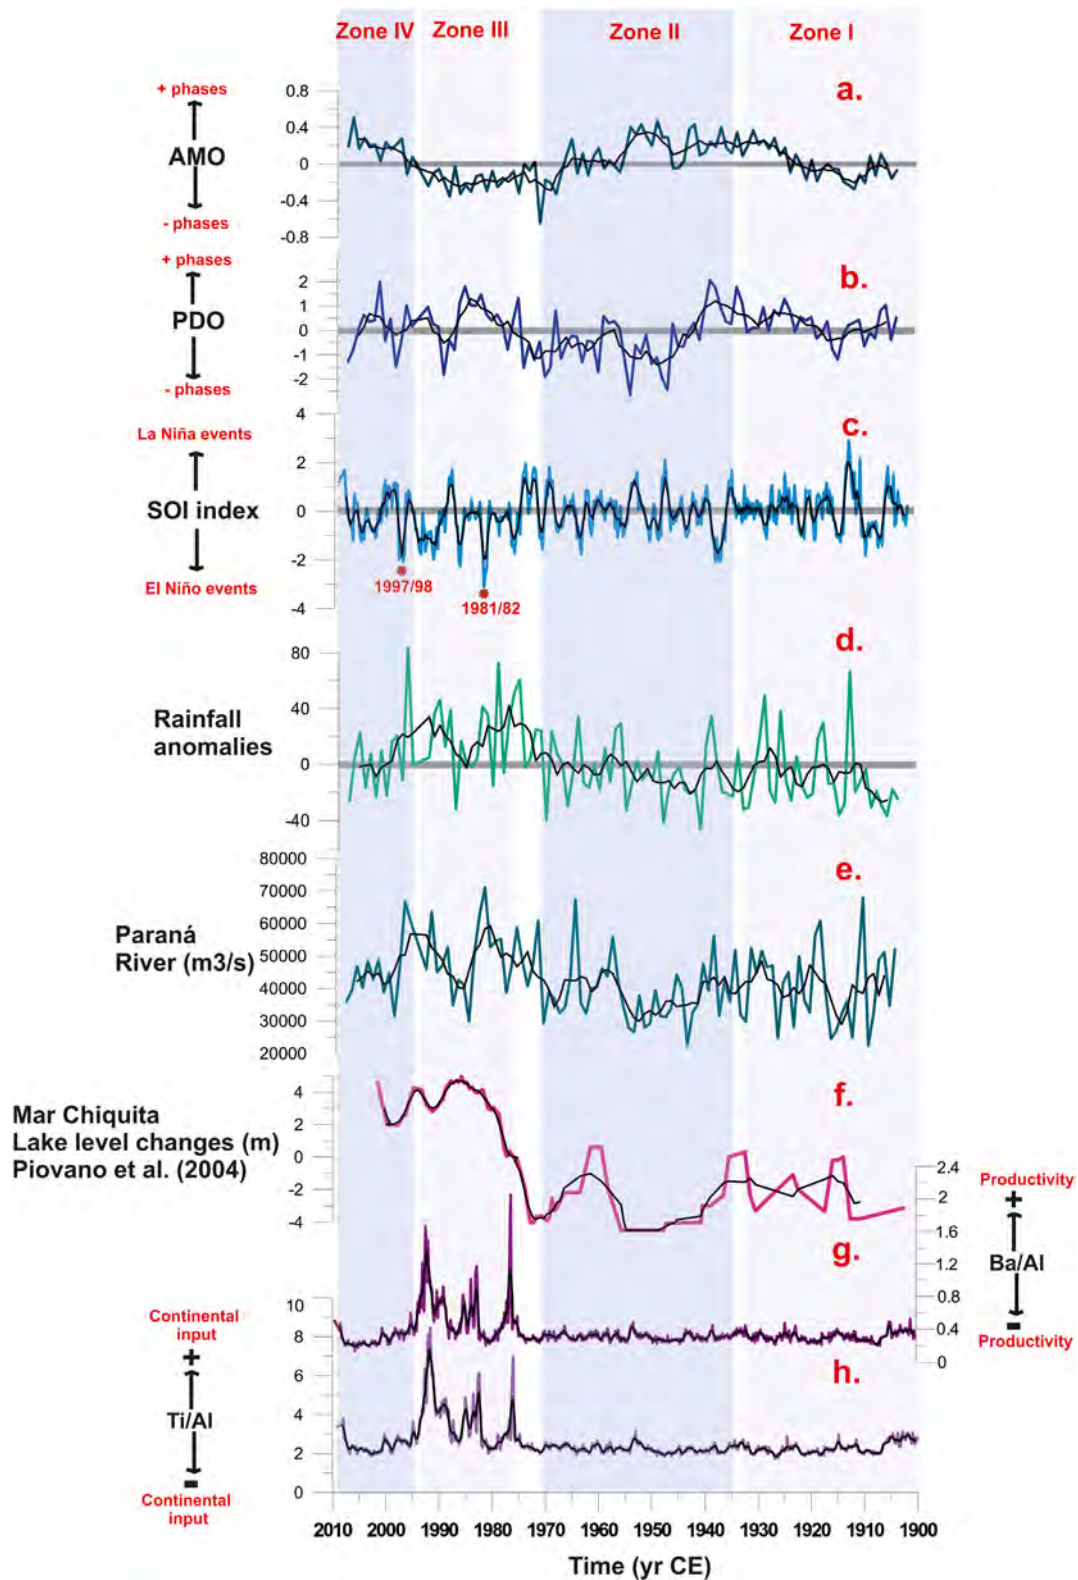 Zone IV Zone III Zone II Zone I
a.
+ phases
AMO
- phases
0.8
0.4
0
-0.4
-0.8
b.
+ phases
PDO
- phases
2
1
0
-1
-2
c.
La Niña events
SOI index
El Niño events
4
2
0
-2
-4
1997/98
1981/82
d.
Rainfall
anomalies
80
40
0
-40
e.
Paraná
River (m3/s)
80000
70000
60000
50000
40000
30000
20000
f.
Mar Chiquita
Lake level changes (m)
Piovano et al. (2004)
4
2
0
-2
-4
g.
2.4
2
1.6
1.2
0.8
0.4
0
Productivity
+
Ba/Al
-
Productivity
h.
Continental
input
+
Ti/Al
-
Continental
input
10
8
6
4
2
0
2010 2000 1990 1980 1970 1960 1950 1940 1930 1920 1910 1900
Time (yr CE)